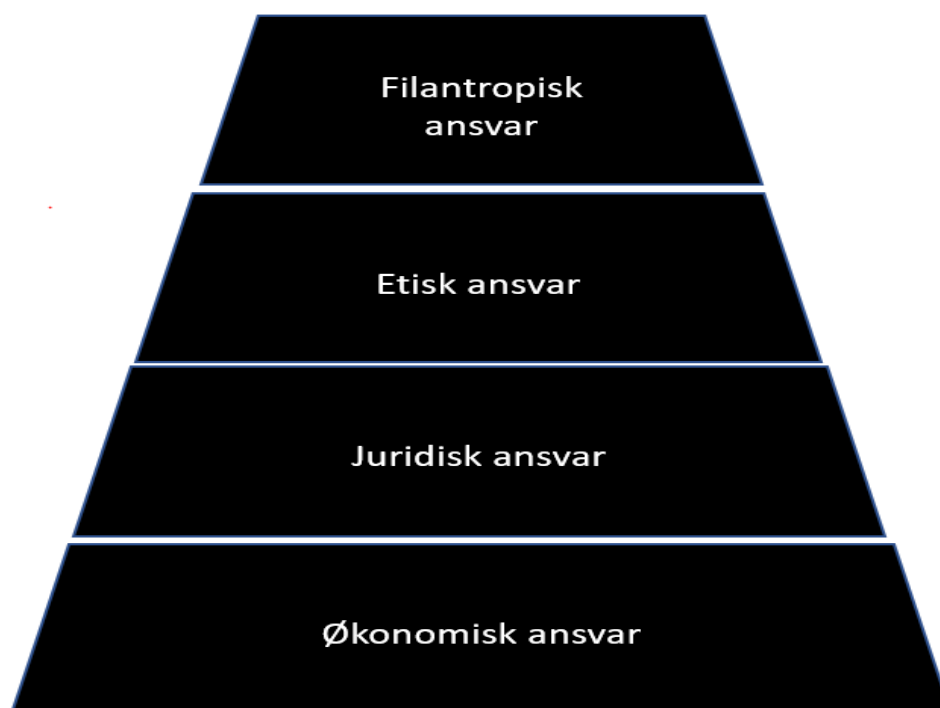 Filantropisk
ansvar
Etisk ansvar
Juridisk ansvar
Økonomisk ansvar